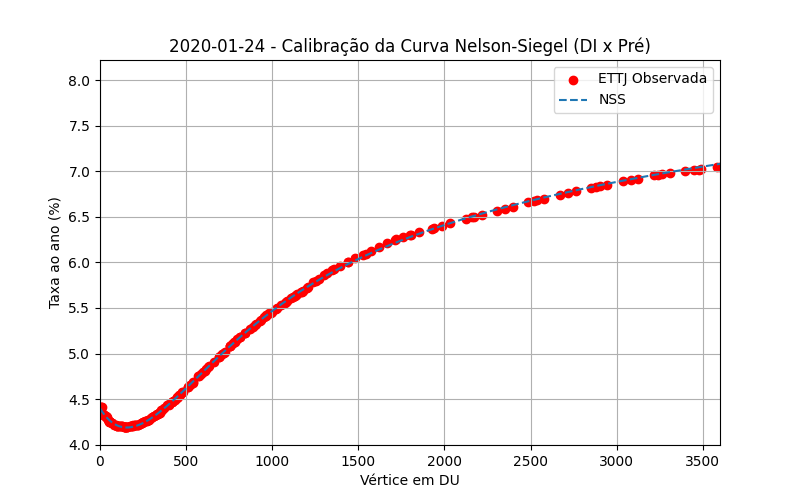 2020-01-24 - Calibração da Curva Nelson-Siegel (DI x Pré)
ETTJ Observada
NSS
Taxa ao ano (%)
8.0
7.5
7.0
6.5
6.0
5.5
5.0
4.5
4.0
0 500 1000 1500 2000 2500 3000 3500
Vértice em DU